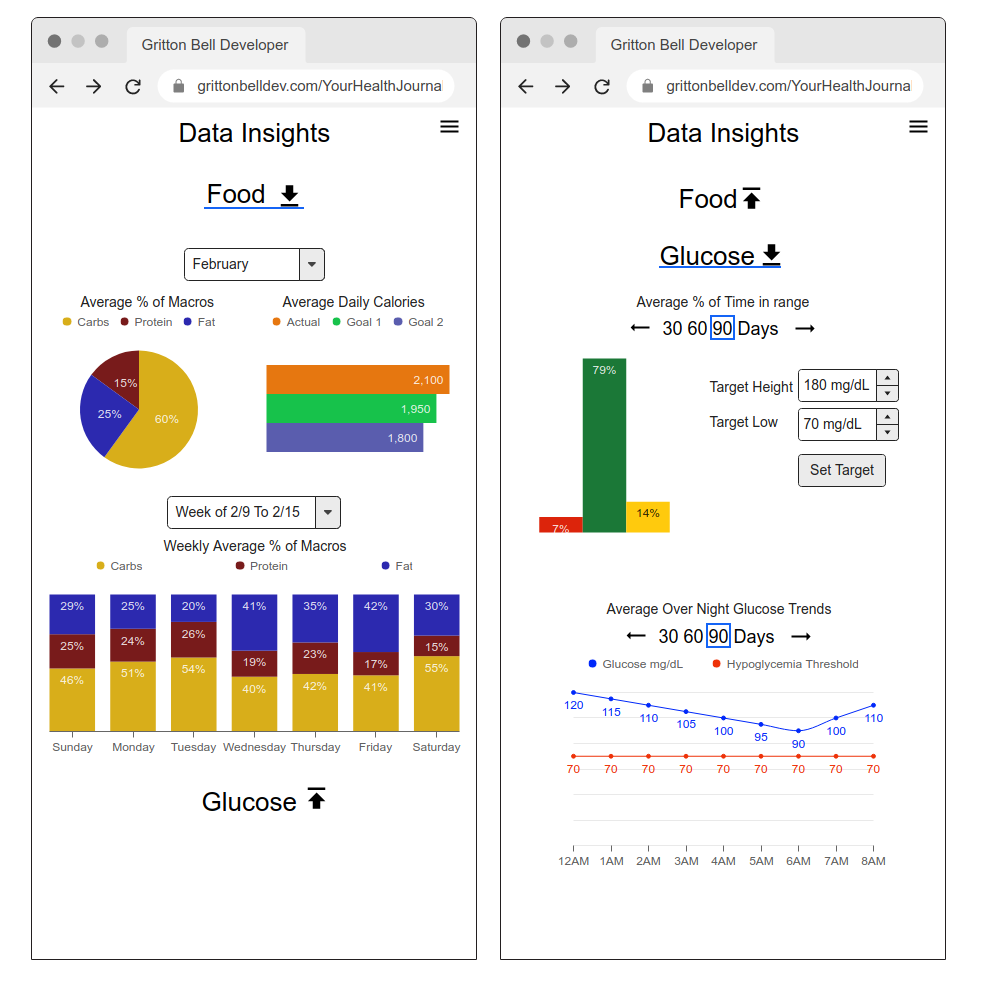 Gritton Bell Developer
grittonbelldev.com/YourHealthJourna
Data Insights
Food
February
Average % of Macros
Carbs Protein Fat
15%
25%
60%
Average Daily Calories
Actual Goal 1 Goal 2
2,100
1,950
1,800
Week of 2/9 To 2/15
Weekly Average % of Macros
Carbs Protein Fat
29% 25% 20% 41% 35% 42% 30%
25% 24% 26% 19% 23% 17% 15%
46% 51% 54% 40% 42% 41% 55%
Sunday Monday Tuesday Wednesday Thursday Friday Saturday
Glucose
Gritton Bell Developer
grittonbelldev.com/YourHealthJournal
Data Insights
Food
Glucose
Average % of Time in range
30 60 90 Days
79%
7%
14%
Target Height 180 mg/dL
Target Low 70 mg/dL
Set Target
Average Over Night Glucose Trends
30 60 90 Days
Glucose mg/dL Hypoglycemia Threshold
120 115 110 105 100 95 90 100 110
70 70 70 70 70 70 70 70 70
12AM 1AM 2AM 3AM 4AM 5AM 6AM 7AM 8AM